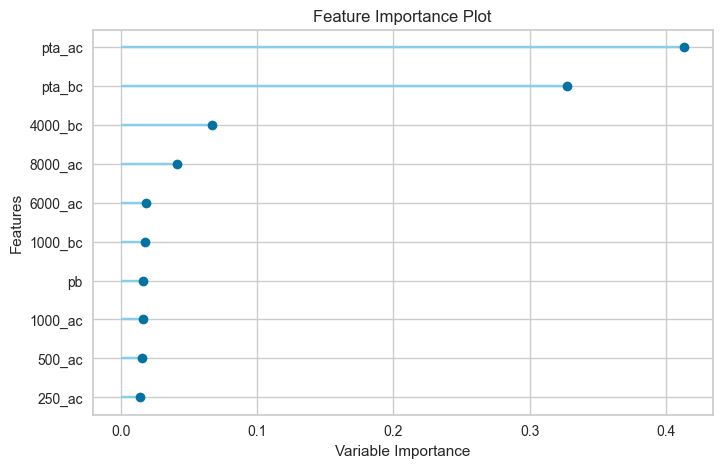 Feature Importance Plot
pta_ac
pta_bc
4000_bc
8000_ac
6000_ac
1000_bc
pb
1000_ac
500_ac
250_ac
Features
0.0 0.1 0.2 0.3 0.4
Variable Importance